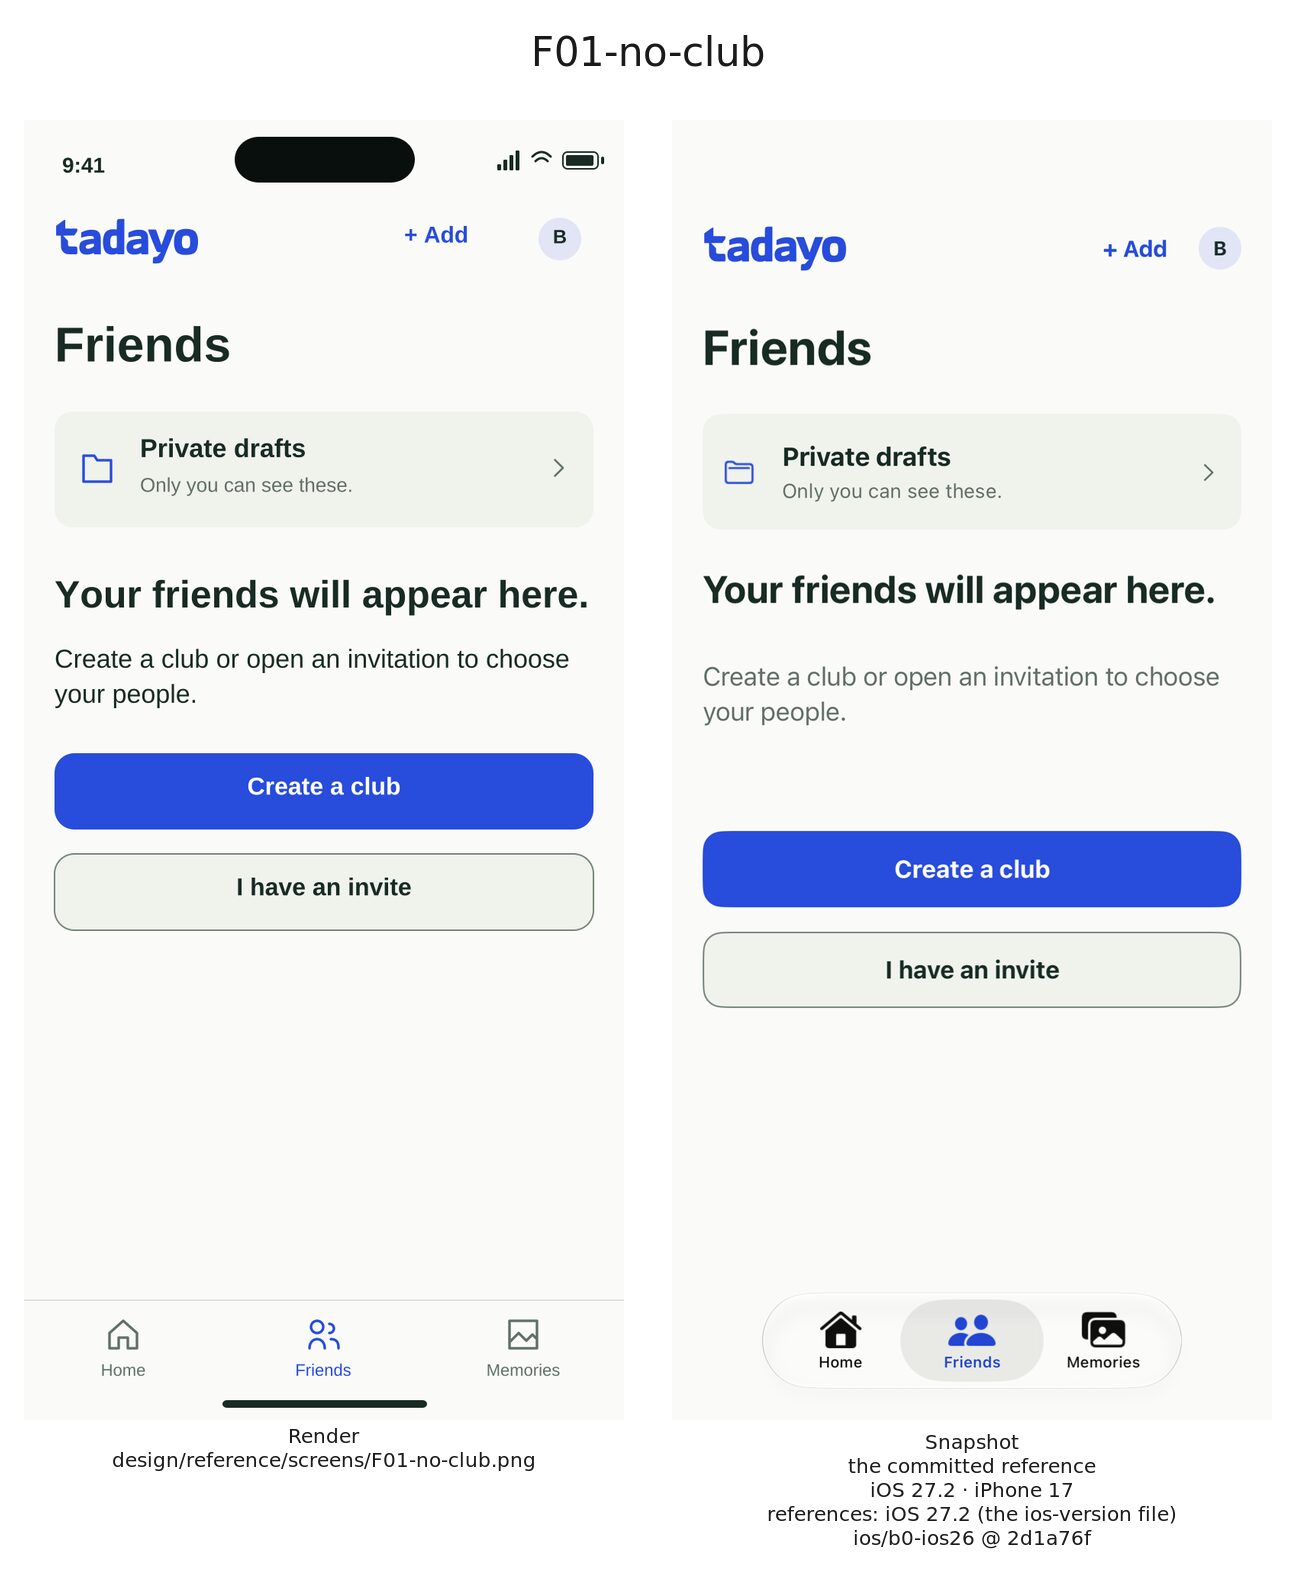 F01-no-club
9:41
tadayo
+ Add
B
Friends
Private drafts
Only you can see these.
Your friends will appear here.
Create a club or open an invitation to choose
your people.
Create a club
I have an invite
Home
Friends
Memories
Render
design/reference/screens/F01-no-club.png
tadayo
+ Add
B
Friends
Private drafts
Only you can see these.
Your friends will appear here.
Create a club or open an invitation to choose
your people.
Create a club
I have an invite
Home
Friends
Memories
Snapshot
the committed reference
iOS 27.2 · iPhone 17
references: iOS 27.2 (the ios-version file)
ios/b0-ios26 @ 2d1a76f